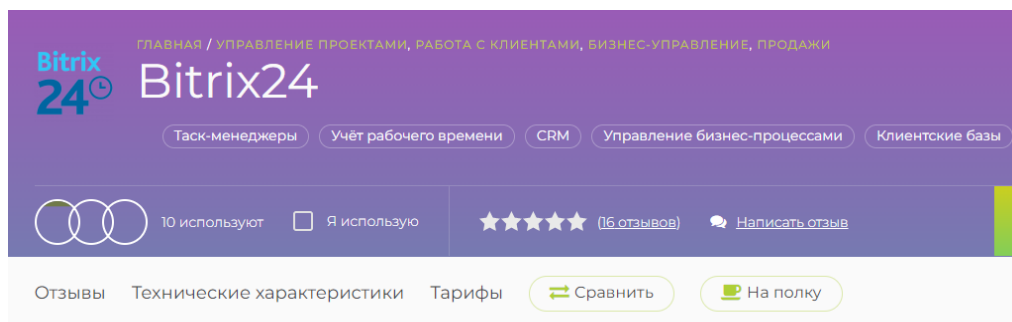 ГЛАВНАЯ / УПРАВЛЕНИЕ ПРОЕКТАМИ, РАБОТА С КЛИЕНТАМИ, БИЗНЕС-УПРАВЛЕНИЕ, ПРОДАЖИ
Bitrix
24
Bitrix24
Таск-менеджеры Учёт рабочего времени CRM Управление бизнес-процессами Клиентские базы
10 используют Я использую (16 отзывов) Написать отзыв
Отзывы Технические характеристики Тарифы Сравнить На полку